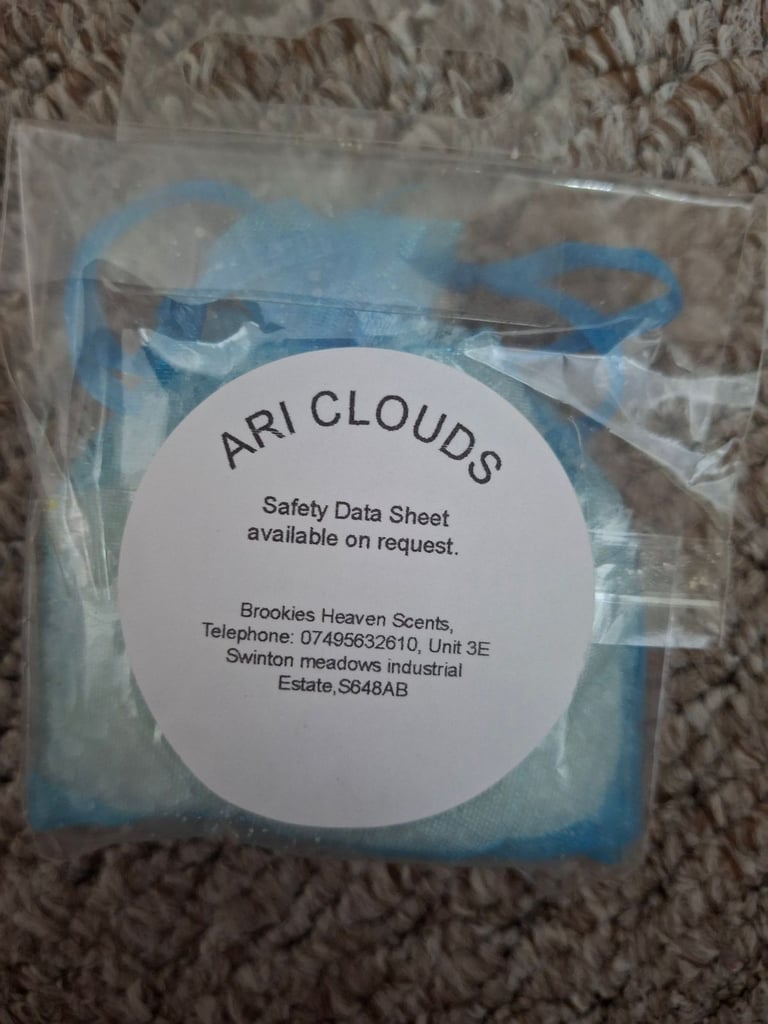 ARI CLOUDS
Safety Data Sheet
available on request.
Brookies Heaven Scents,
Telephone: 07495632610, Unit 3E
Swinton meadows industrial
Estate,S648AB